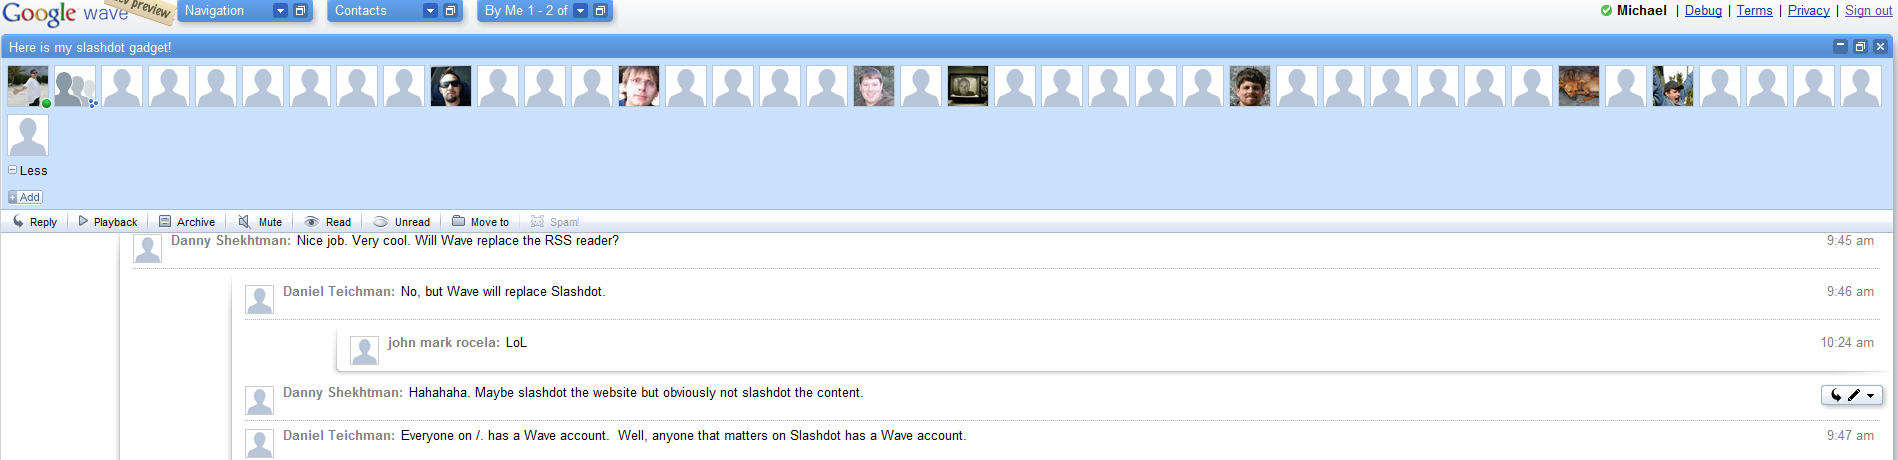 Google wave
preview
Navigation
Contacts
By Me 1 - 2 of
Michael | Debug | Terms | Privacy | Sign out
Here is my slashdot gadget!
Less
Add
Reply Playback Archive Mute Read Unread Move to Spam!
Danny Shekhtman: Nice job. Very cool. Will Wave replace the RSS reader? 9:45 am
Daniel Teichman: No, but Wave will replace Slashdot. 9:46 am
john mark rocela: LoL 10:24 am
Danny Shekhtman: Hahahaha. Maybe slashdot the website but obviously not slashdot the content.
Daniel Teichman: Everyone on /. has a Wave account.  Well, anyone that matters on Slashdot has a Wave account. 9:47 am